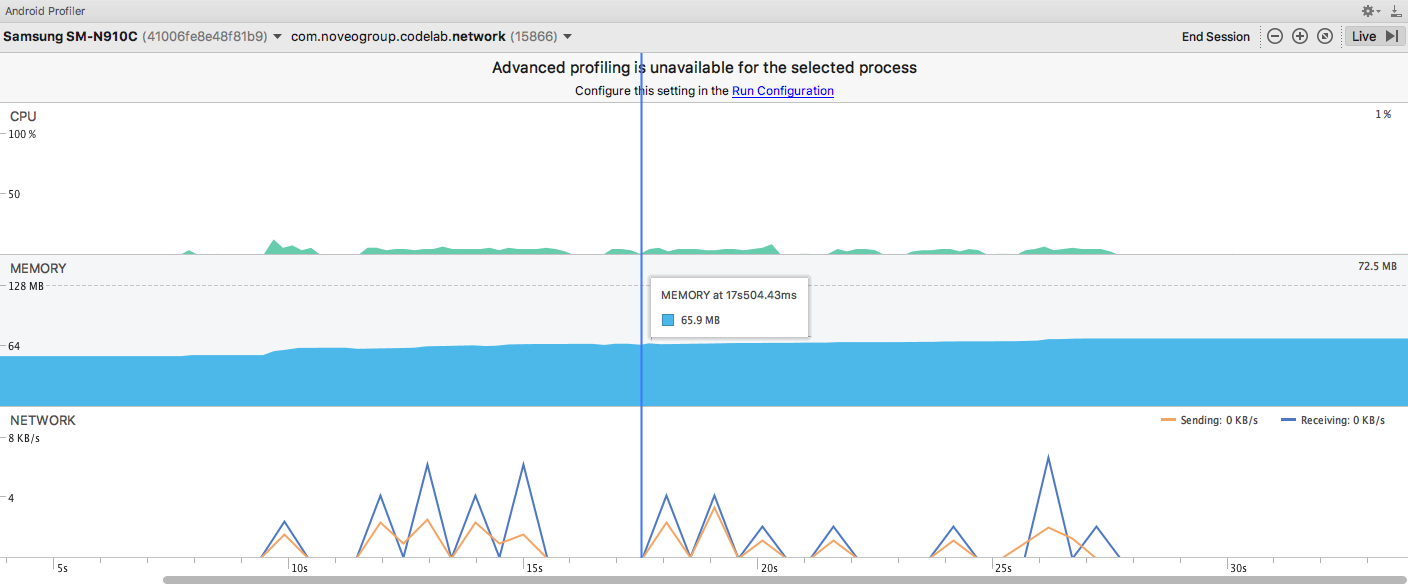 Android Profiler
Samsung SM-N910C (41006fe8e48f81b9) com.noveogroup.codelab.network (15866) End Session Live
Advanced profiling is unavailable for the selected process
Configure this setting in the Run Configuration
CPU 1 %
100 %
50
MEMORY 72.5 MB
128 MB
MEMORY at 17s504.43ms
65.9 MB
64
NETWORK Sending: 0 KB/s Receiving: 0 KB/s
8 KB/s
4
5s 10s 15s 20s 25s 30s